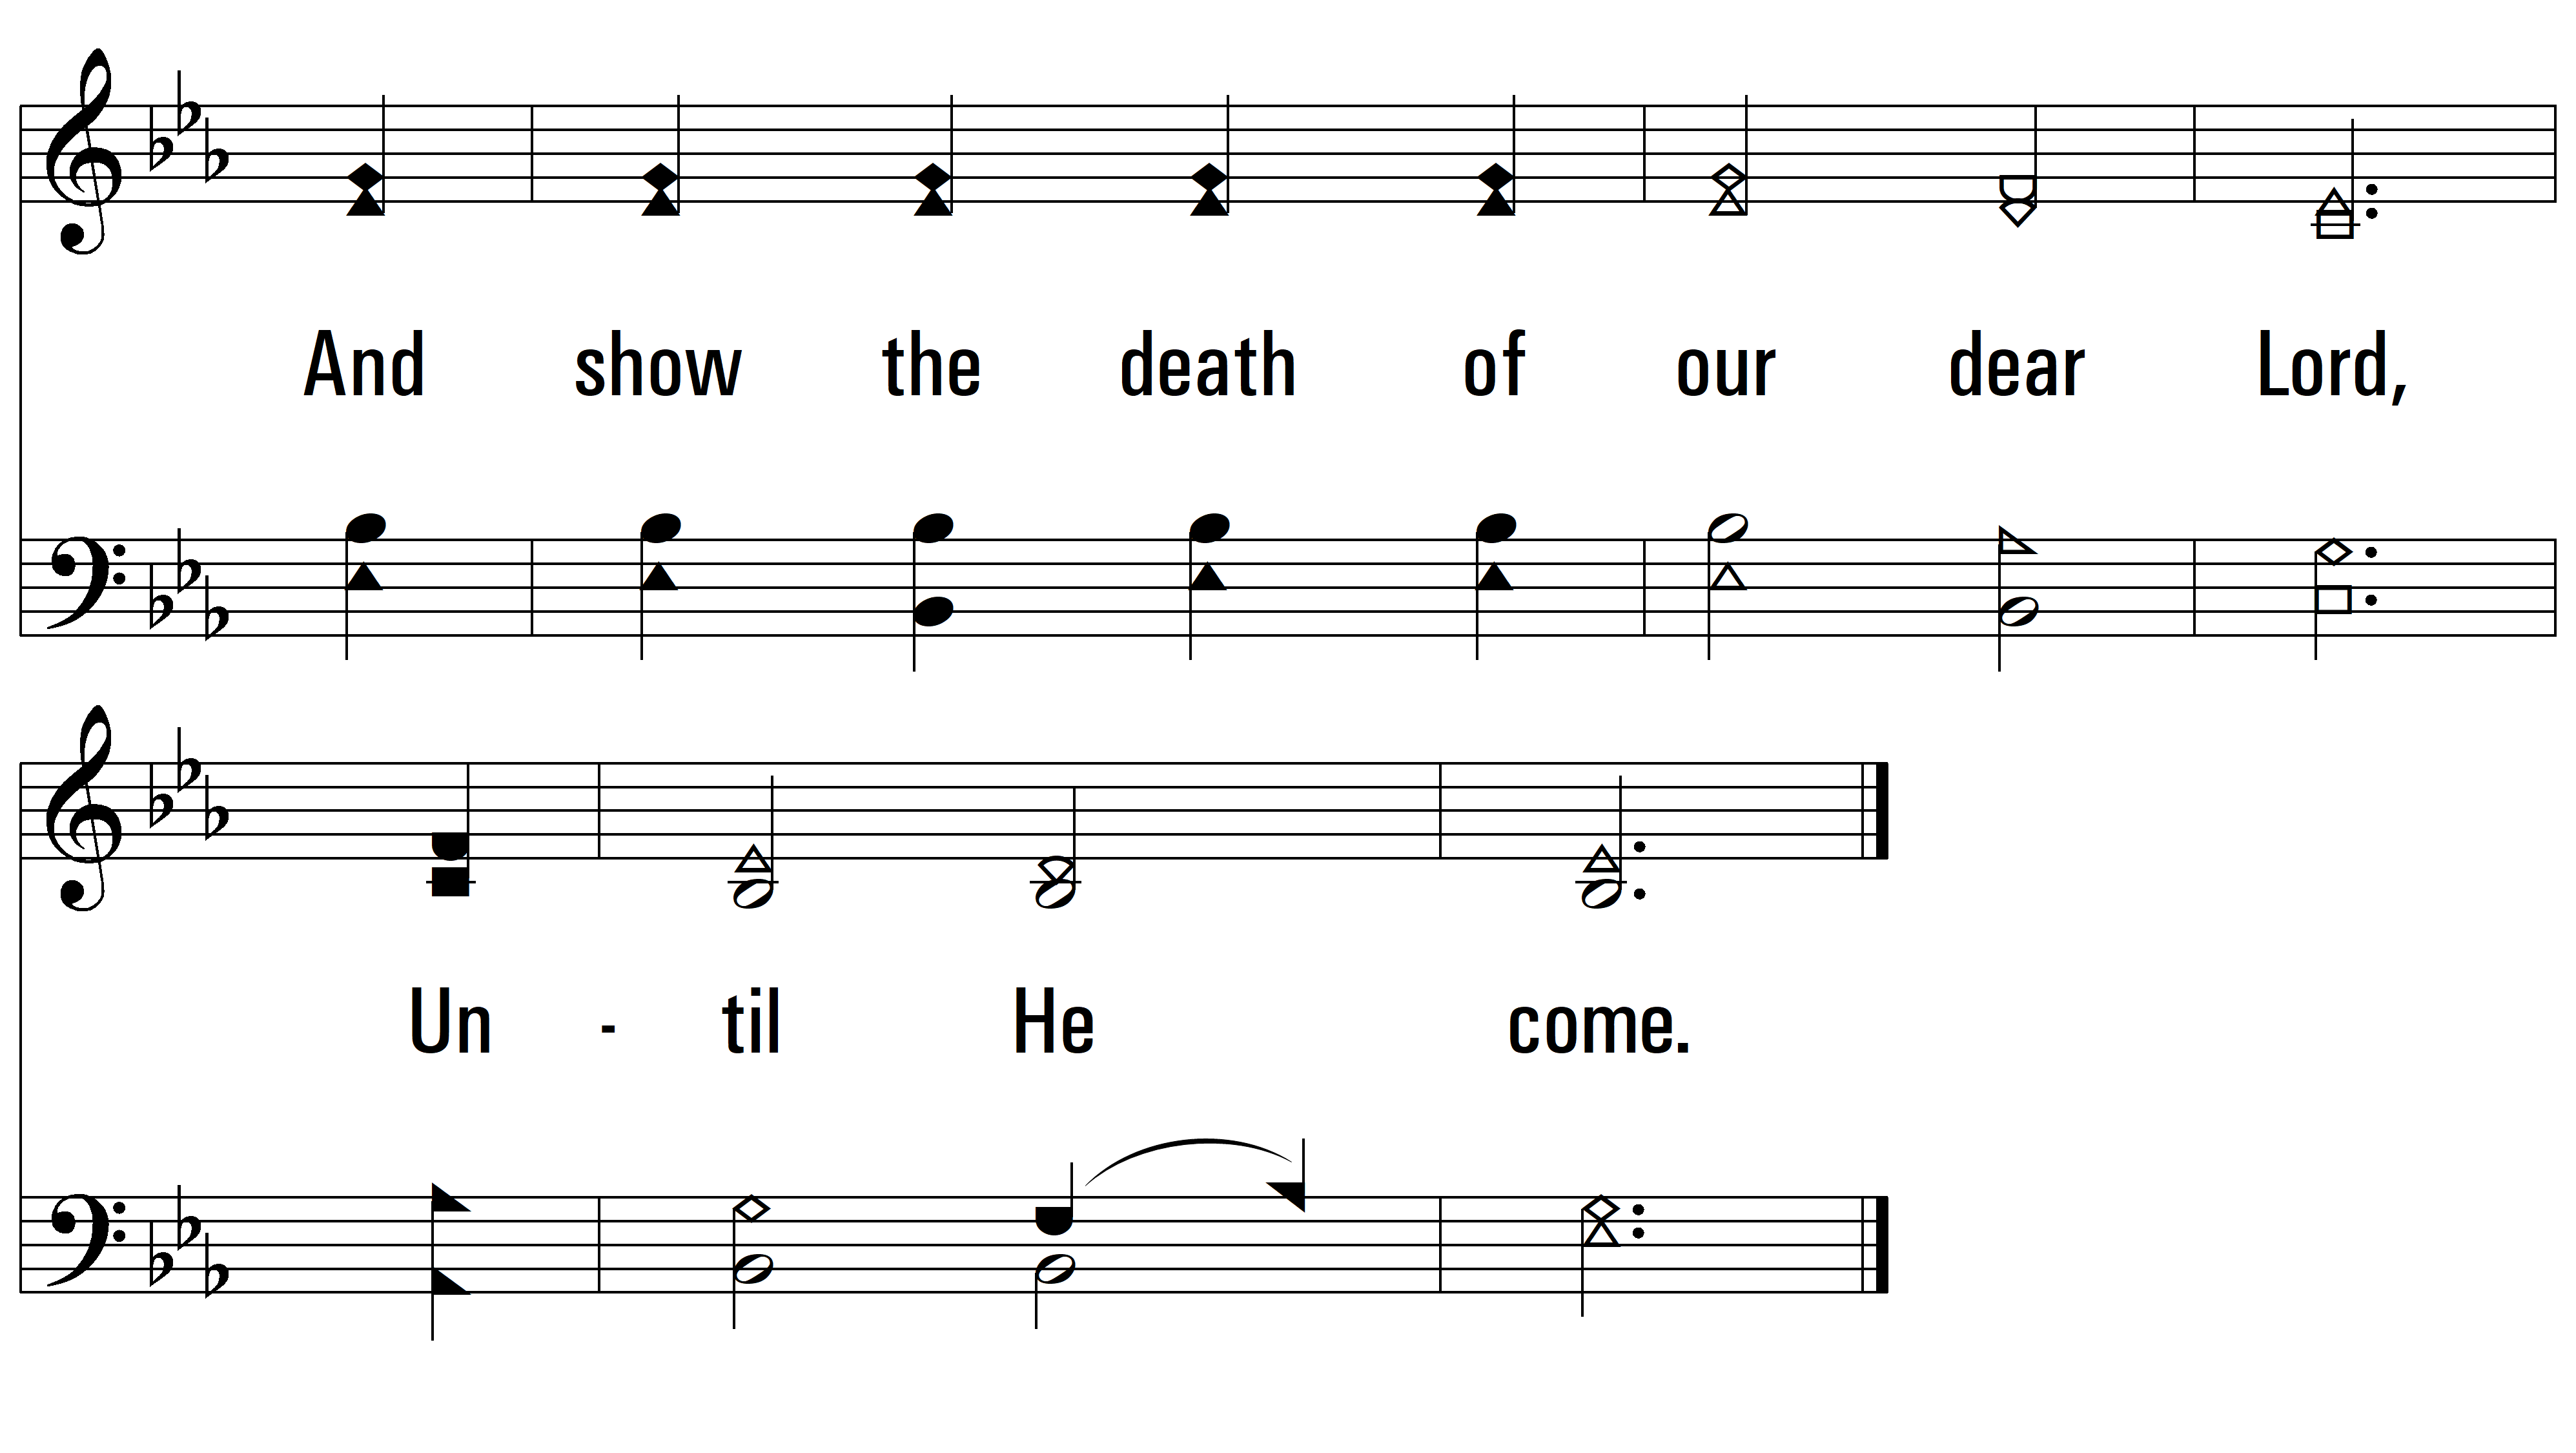 And show the death of our dear Lord,
Un - til He come.